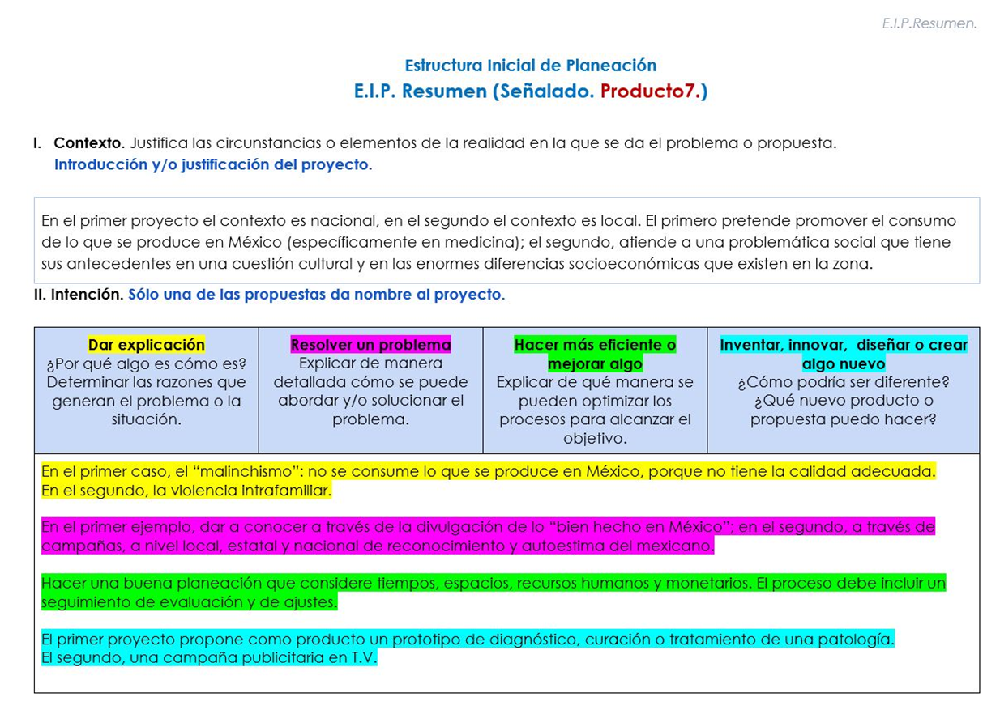 E.I.P.Resumen.
Estructura Inicial de Planeación
E.I.P. Resumen (Señalado. Producto7.)
I. Contexto. Justifica las circunstancias o elementos de la realidad en la que se da el problema o propuesta.
Introducción y/o justificación del proyecto.
En el primer proyecto el contexto es nacional, en el segundo el contexto es local. El primero pretende promover el consumo
de lo que se produce en México (específicamente en medicina); el segundo, atiende a una problemática social que tiene
sus antecedentes en una cuestión cultural y en las enormes diferencias socioeconómicas que existen en la zona.
II. Intención. Sólo una de las propuestas da nombre al proyecto.
Dar explicación
¿Por qué algo es cómo es?
Determinar las razones que
generan el problema o la
situación.
Resolver un problema
Explicar de manera
detallada cómo se puede
abordar y/o solucionar el
problema.
Hacer más eficiente o
mejorar algo
Explicar de qué manera se
pueden optimizar los
procesos para alcanzar el
objetivo.
Inventar, innovar, diseñar o crear
algo nuevo
¿Cómo podría ser diferente?
¿Qué nuevo producto o
propuesta puedo hacer?
En el primer caso, el “malinchismo”: no se consume lo que se produce en México, porque no tiene la calidad adecuada.
En el segundo, la violencia intrafamiliar.
En el primer ejemplo, dar a conocer a través de la divulgación de lo “bien hecho en México”; en el segundo, a través de
campañas, a nivel local, estatal y nacional de reconocimiento y autoestima del mexicano.
Hacer una buena planeación que considere tiempos, espacios, recursos humanos y monetarios. El proceso debe incluir un
seguimiento de evaluación y de ajustes.
El primer proyecto propone como producto un prototipo de diagnóstico, curación o tratamiento de una patología.
El segundo, una campaña publicitaria en T.V.